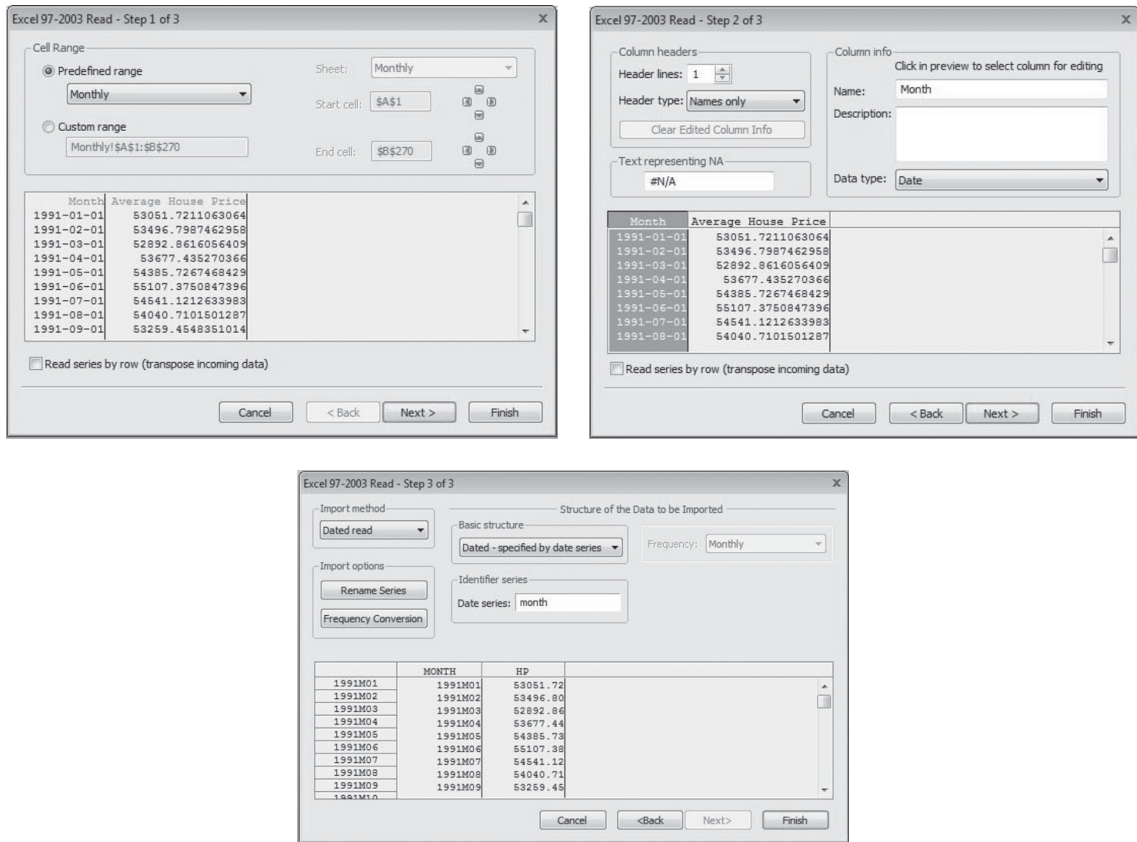 Excel 97-2003 Read - Step 1 of 3 x
Cell Range
Predefined range
Monthly
Custom range
Monthly!$A$1:$B$270
Sheet: Monthly
Start cell: $A$1
End cell: $B$270
Month Average House Price
1991-01-01 53051.7211063064
1991-02-01 53496.7987462958
1991-03-01 52892.8616056409
1991-04-01 53677.435270366
1991-05-01 54385.7267468429
1991-06-01 55107.3750847396
1991-07-01 54541.1212633983
1991-08-01 54040.7101501287
1991-09-01 53259.4548351014
Read series by row (transpose incoming data)
Cancel < Back Next > Finish
Excel 97-2003 Read - Step 2 of 3 x
Column headers
Header lines: 1
Header type: Names only
Clear Edited Column Info
Text representing NA
#N/A
Column info
Click in preview to select column for editing
Name: Month
Description:
Data type: Date
Month Average House Price
1991-01-01 53051.7211063064
1991-02-01 53496.7987462958
1991-03-01 52892.8616056409
1991-04-01 53677.435270366
1991-05-01 54385.7267468429
1991-06-01 55107.3750847396
1991-07-01 54541.1212633983
1991-08-01 54040.7101501287
Read series by row (transpose incoming data)
Cancel < Back Next > Finish
Excel 97-2003 Read - Step 3 of 3 x
Import method
Dated read
Import options
Rename Series
Frequency Conversion
Structure of the Data to be Imported
Basic structure
Dated - specified by date series
Frequency: Monthly
Identifier series
Date series: month
MONTH HP
1991M01 1991M01 53051.72
1991M02 1991M02 53496.80
1991M03 1991M03 52892.86
1991M04 1991M04 53677.44
1991M05 1991M05 54385.73
1991M06 1991M06 55107.38
1991M07 1991M07 54541.12
1991M08 1991M08 54040.71
1991M09 1991M09 53259.45
1991M10
Cancel <Back Next> Finish